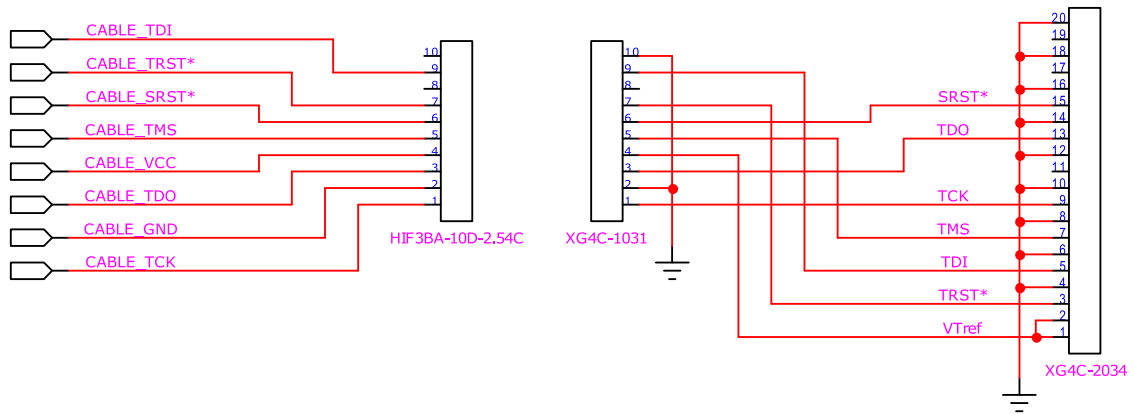 CABLE_TDI
CABLE_TRST*
CABLE_SRST*
CABLE_TMS
CABLE_VCC
CABLE_TDO
CABLE_GND
CABLE_TCK
10
9
8
7
6
5
4
3
2
1
HIF3BA-10D-2.54C
10
9
8
7
6
5
4
3
2
1
XG4C-1031
SRST*
TDO
TCK
TMS
TDI
TRST*
VTref
20
19
18
17
16
15
14
13
12
11
10
9
8
7
6
5
4
3
2
1
XG4C-2034